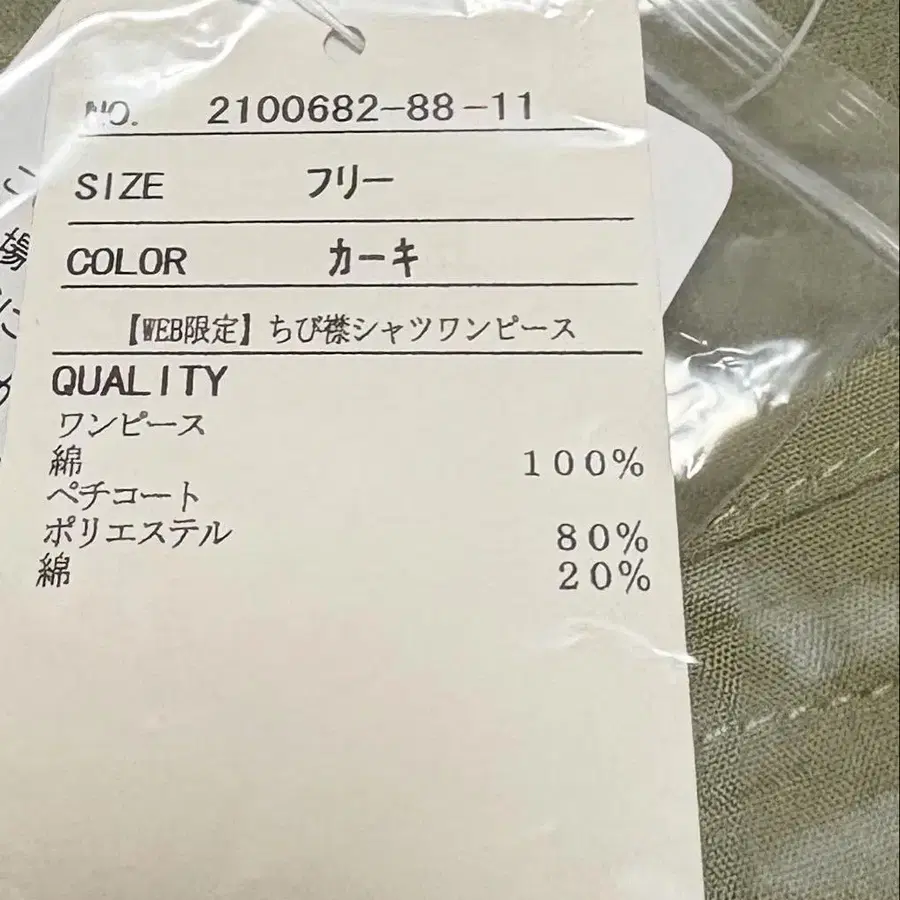 NO. 2100682-88-11
SIZE フリー
COLOR カーキ
【WEB限定】ちび襟シャツワンピース
QUALITY
ワンピース
綿 100%
ペチコート
ポリエステル 80%
綿 20%